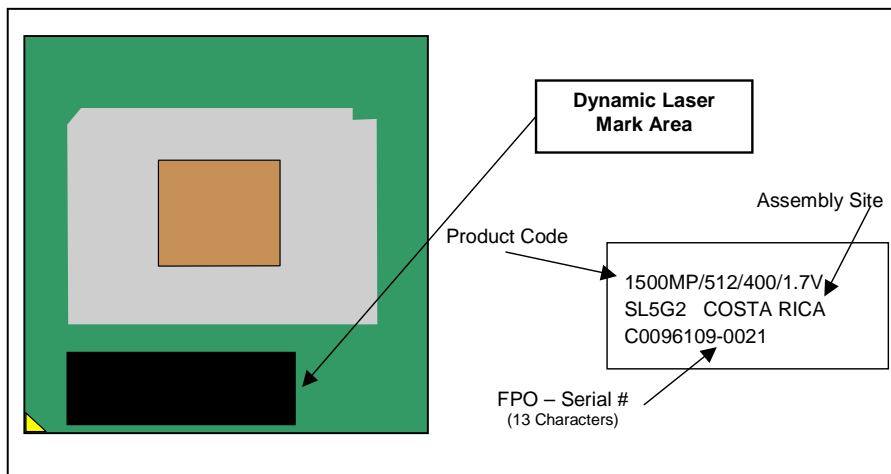 Dynamic Laser
Mark Area
Assembly Site
Product Code
1500MP/512/400/1.7V
SL5G2 COSTA RICA
C0096109-0021
FPO – Serial #
(13 Characters)